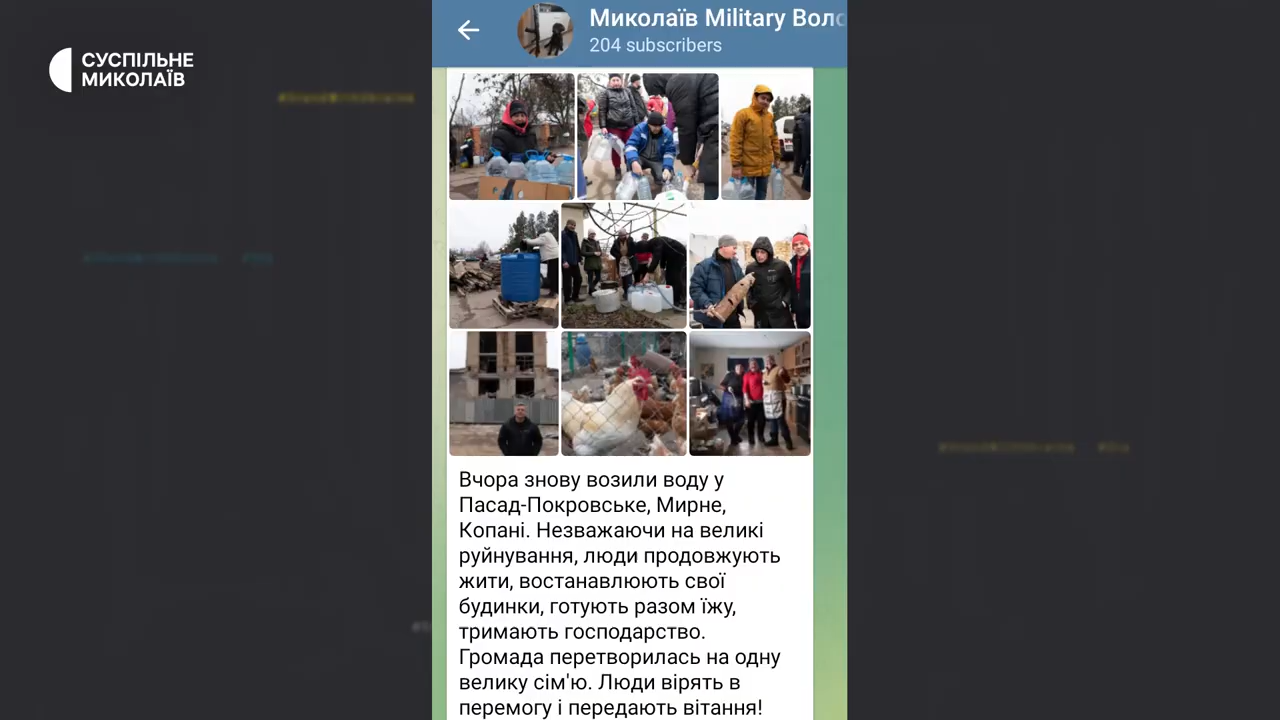 СУСПІЛЬНЕ
МИКОЛАЇВ
Миколаїв Military
204 subscribers
Вчора знову возили воду у
Пасад-Покровське, Мирне,
Копані. Незважаючи на великі
руйнування, люди продовжують
жити, востанавлюють свої
будинки, готують разом їжу,
тримають господарство.
Громада перетворилась на одну
велику сім'ю. Люди вірять в
перемогу і передають вітання!